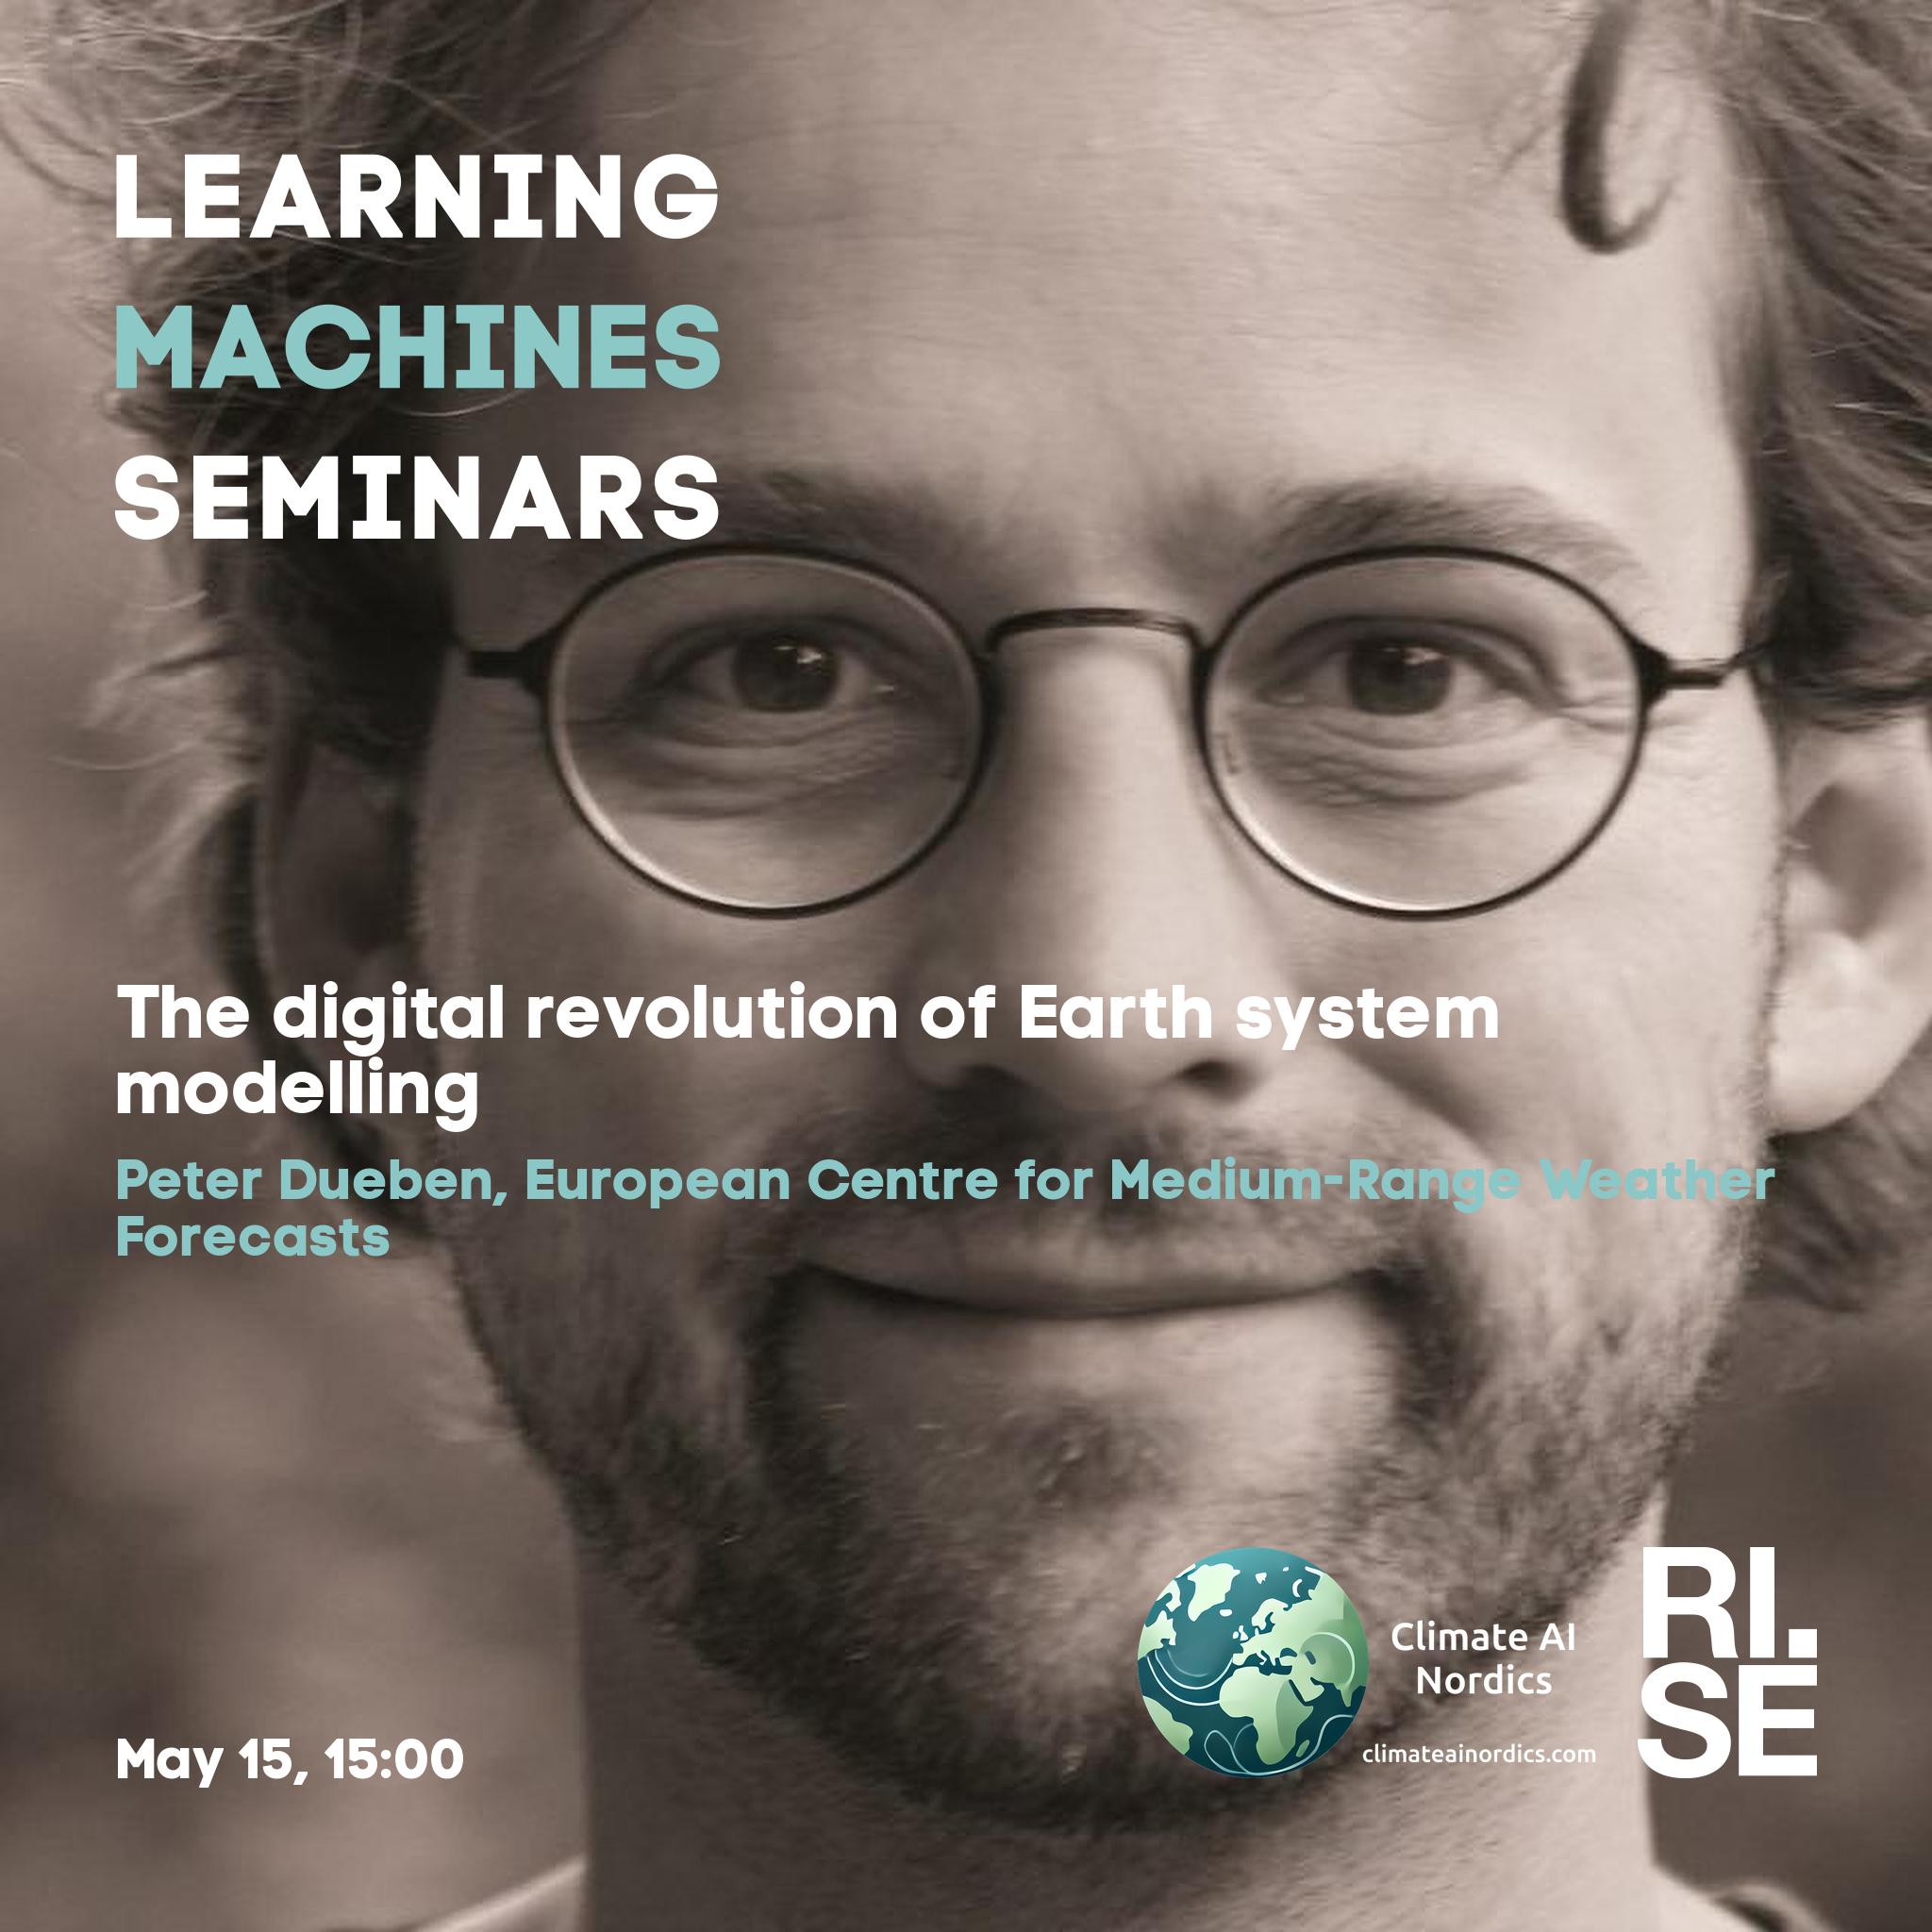 LEARNING
MACHINES
SEMINARS
The digital revolution of Earth system
modelling
Peter Dueben, European Centre for Medium-Range Weather
Forecasts
May 15, 15:00
Climate AI
Nordics
climateainordics.com
RI.
SE